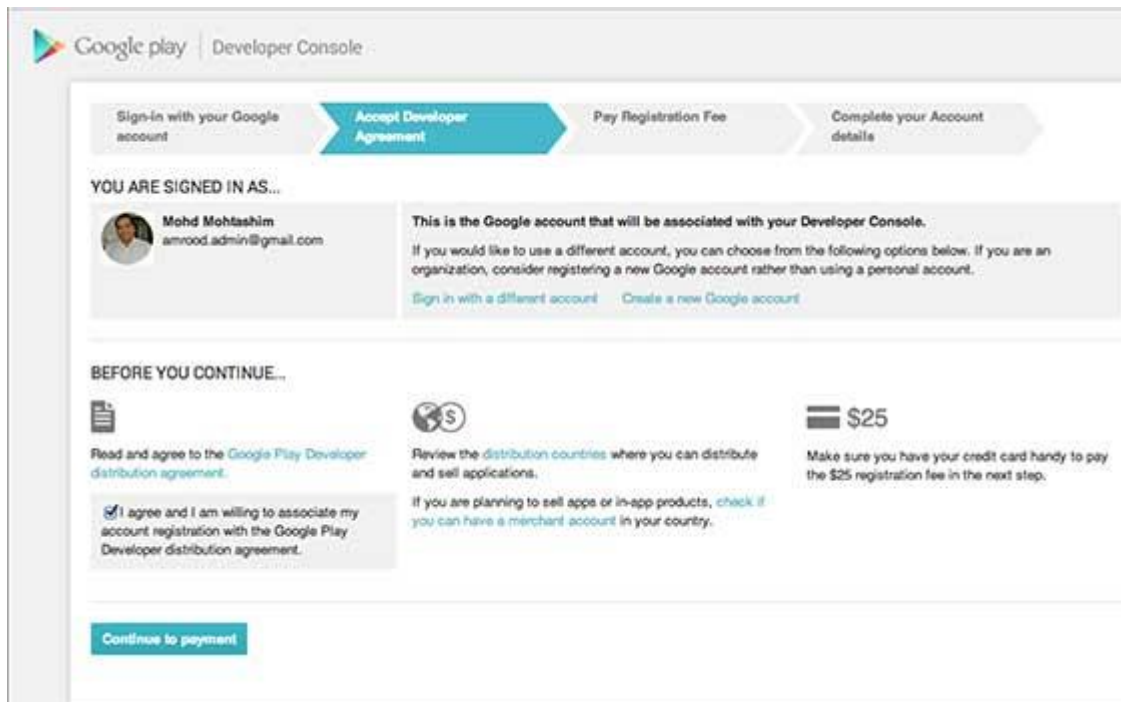 Google play | Developer Console
Sign-in with your Google
account
Accept Developer
Agreement
Pay Registration Fee
Complete your Account
details
YOU ARE SIGNED IN AS...
Mohd Mohtashim
amrood.admin@gmail.com
This is the Google account that will be associated with your Developer Console.
If you would like to use a different account, you can choose from the following options below. If you are an
organization, consider registering a new Google account rather than using a personal account.
Sign in with a different account Create a new Google account
BEFORE YOU CONTINUE...
Read and agree to the Google Play Developer
distribution agreement.
I agree and I am willing to associate my
account registration with the Google Play
Developer distribution agreement.
$
Review the distribution countries where you can distribute
and sell applications.
If you are planning to sell apps or in-app products, check if
you can have a merchant account in your country.
$25
Make sure you have your credit card handy to pay
the $25 registration fee in the next step.
Continue to payment